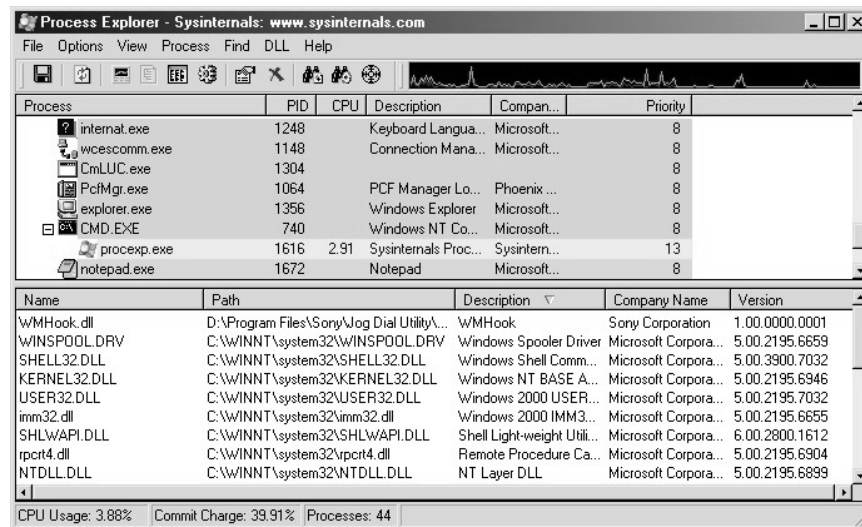 Process Explorer - Sysinternals: www.sysinternals.com
File Options View Process Find DLL Help
Process PID CPU Description Compan... Priority
internat.exe 1248 Keyboard Langua... Microsoft... 8
wcescomm.exe 1148 Connection Mana... Microsoft... 8
CmLUC.exe 1304 8
PcfMgr.exe 1064 PCF Manager Lo... Phoenix ... 8
explorer.exe 1356 Windows Explorer Microsoft... 8
CMD.EXE 740 Windows NT Co... Microsoft... 8
procexp.exe 1616 2.91 Sysinternals Proc... Sysintern... 13
notepad.exe 1672 Notepad Microsoft... 8
Name Path Description Company Name Version
WMHook.dll D:\Program Files\Sony\Jog Dial Utility\... WMHook Sony Corporation 1.00.0000.0001
WINSPOOL.DRV C:\WINNT\system32\WINSPOOL.DRV Windows Spooler Driver Microsoft Corpora... 5.00.2195.6659
SHELL32.DLL C:\WINNT\system32\SHELL32.DLL Windows Shell Comm... Microsoft Corpora... 5.00.3900.7032
KERNEL32.DLL C:\WINNT\system32\KERNEL32.DLL Windows NT BASE A... Microsoft Corpora... 5.00.2195.6946
USER32.DLL C:\WINNT\system32\USER32.DLL Windows 2000 USER... Microsoft Corpora... 5.00.2195.7032
imm32.dll C:\WINNT\system32\imm32.dll Windows 2000 IMM3... Microsoft Corpora... 5.00.2195.6655
SHLWAPI.DLL C:\WINNT\system32\SHLWAPI.DLL Shell Light-weight Utili... Microsoft Corpora... 6.00.2800.1612
rpcrt4.dll C:\WINNT\system32\rpcrt4.dll Remote Procedure Ca... Microsoft Corpora... 5.00.2195.6904
NTDLL.DLL C:\WINNT\system32\NTDLL.DLL NT Layer DLL Microsoft Corpora... 5.00.2195.6899
CPU Usage: 3.88% Commit Charge: 39.91% Processes: 44